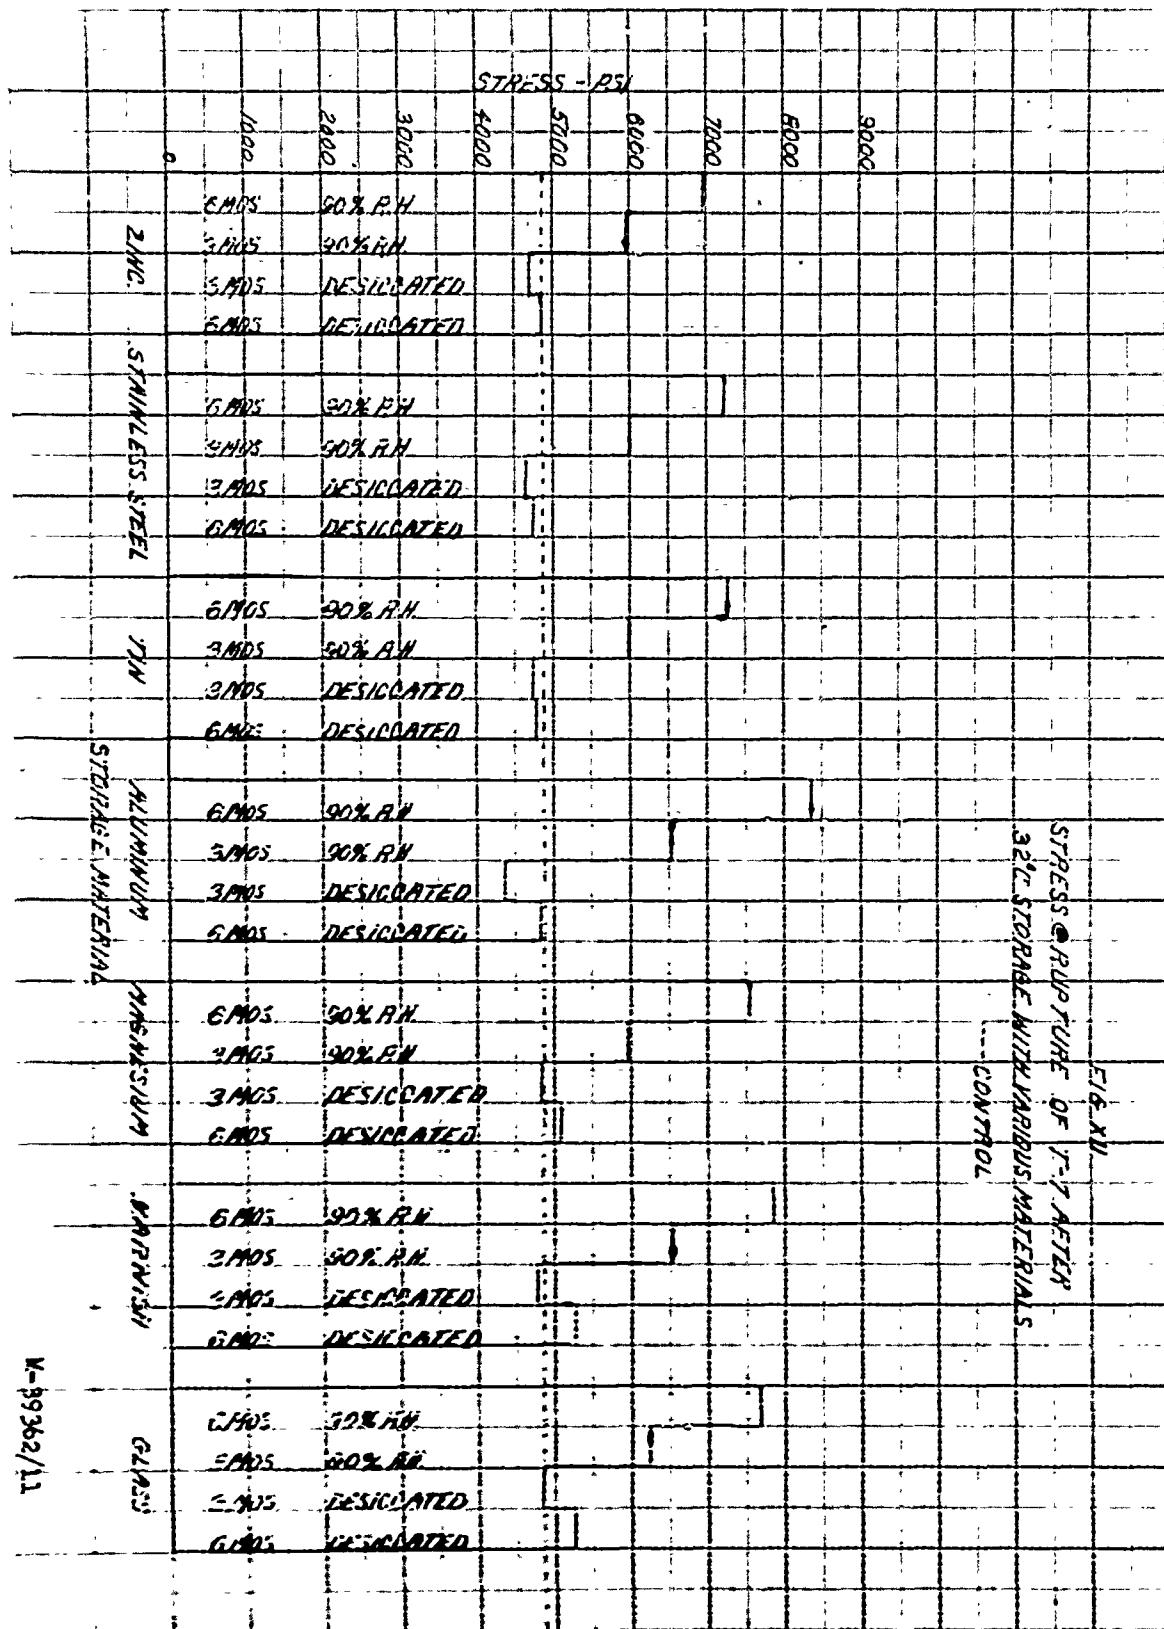 FIG. XII
STRESS @ RUPTURE OF T-17 AFTER
32°C STORAGE WITH VARIOUS MATERIALS
---- CONTROL
STRESS - PSI
0
1000
2000
3000
4000
5000
6000
7000
8000
9000
ZINC
6 MOS 90% R.H.
3 MOS 90% R.H.
3 MOS DESICCATED
6 MOS DESICCATED
STAINLESS STEEL
6 MOS 90% R.H.
3 MOS 90% R.H.
3 MOS DESICCATED
6 MOS DESICCATED
TIN
6 MOS 90% R.H.
3 MOS 90% R.H.
3 MOS DESICCATED
6 MOS DESICCATED
ALUMINUM
6 MOS 90% R.H.
3 MOS 90% R.H.
3 MOS DESICCATED
6 MOS DESICCATED
MAGNESIUM
6 MOS 90% R.H.
3 MOS 90% R.H.
3 MOS DESICCATED
6 MOS DESICCATED
VARNISH
6 MOS 90% R.H.
3 MOS 90% R.H.
3 MOS DESICCATED
6 MOS DESICCATED
GLASS
6 MOS 90% R.H.
3 MOS 90% R.H.
3 MOS DESICCATED
6 MOS DESICCATED
STORAGE MATERIAL
M-39362/11